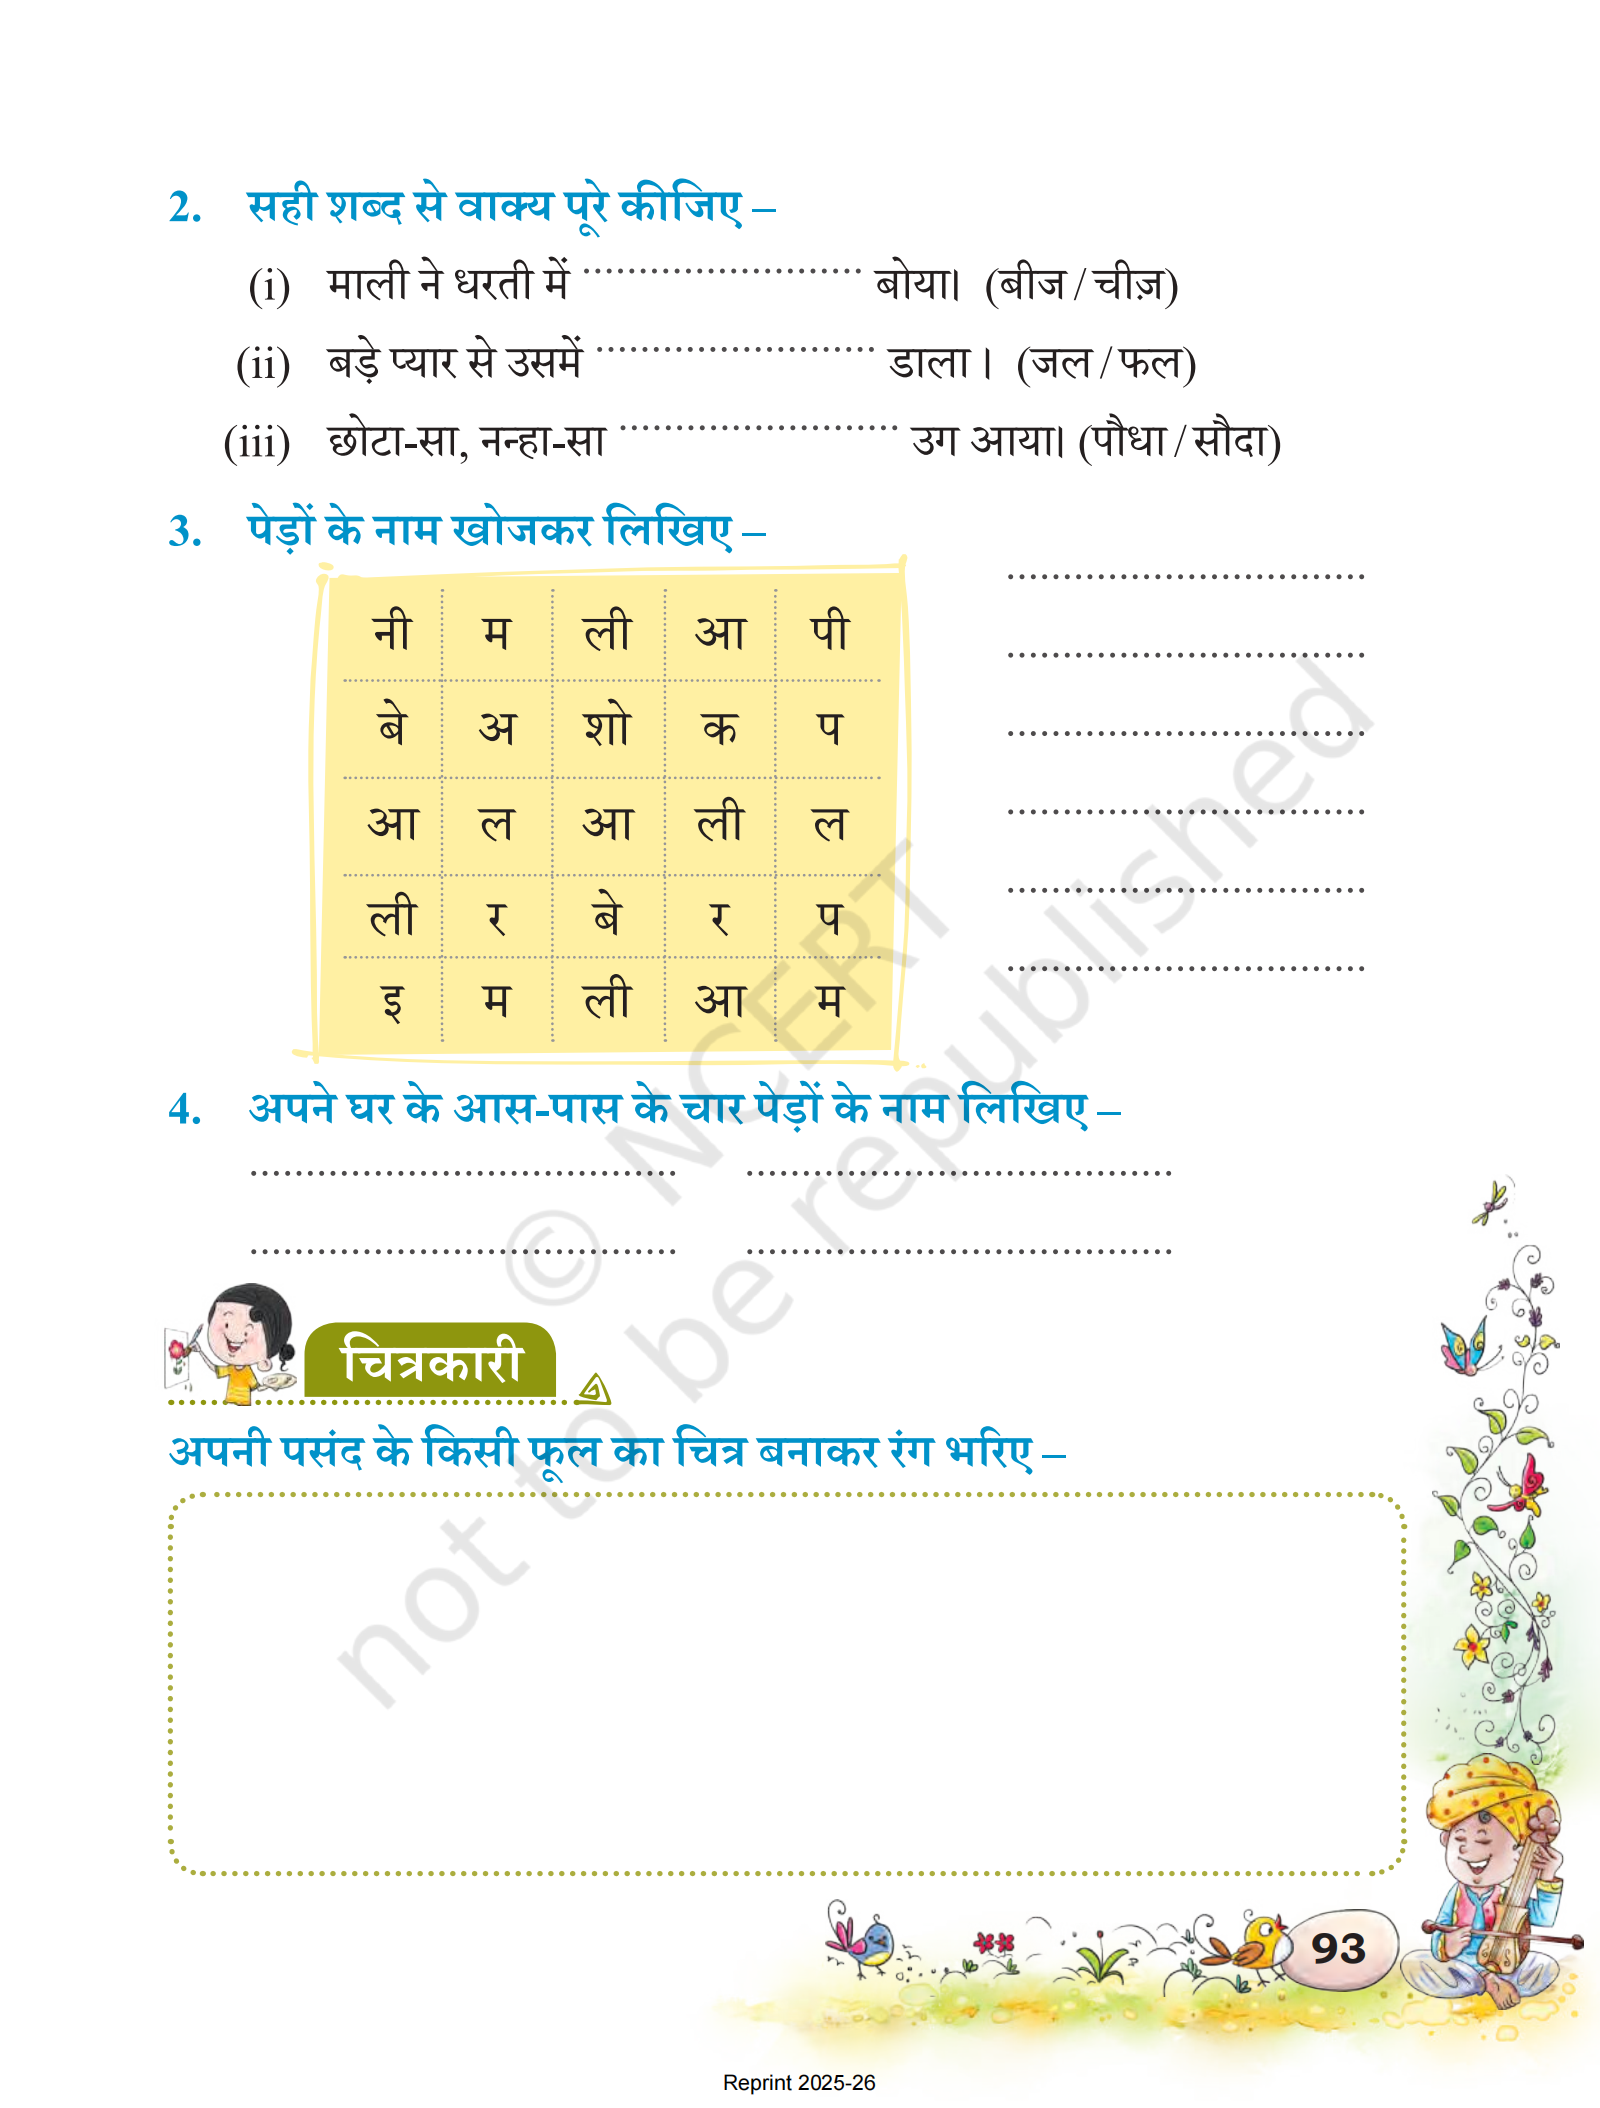 2. सही शब्द से वाक्य पूरे कीजिए –
(i) माली ने धरती में ........................ बोया। (बीज / चीज़)
(ii) बड़े प्यार से उसमें ........................ डाला। (जल / फल)
(iii) छोटा-सा, नन्हा-सा ........................ उग आया। (पौधा / सौदा)
3. पेड़ों के नाम खोजकर लिखिए –
नी म ली आ पी
बे अ शो क प
आ ल आ ली ल
ली र बे र प
इ म ली आ म
4. अपने घर के आस-पास के चार पेड़ों के नाम लिखिए –
चित्रकारी
अपनी पसंद के किसी फूल का चित्र बनाकर रंग भरिए –
© NCERT
not to be republished
93
Reprint 2025-26